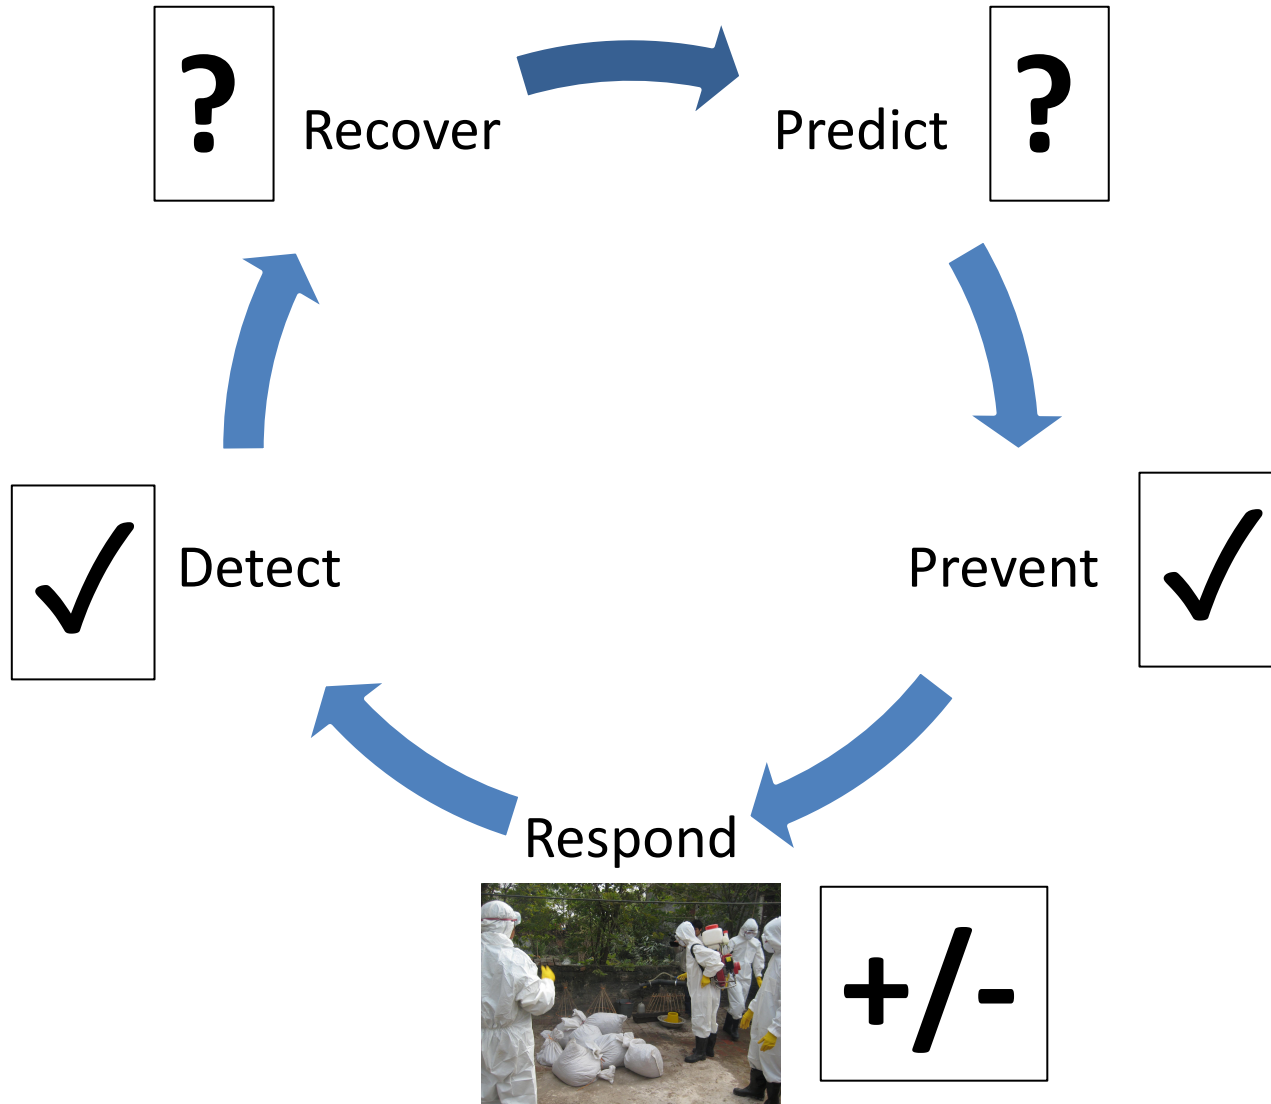 ? Recover
Predict ?
✓ Detect
Prevent ✓
Respond
+/-